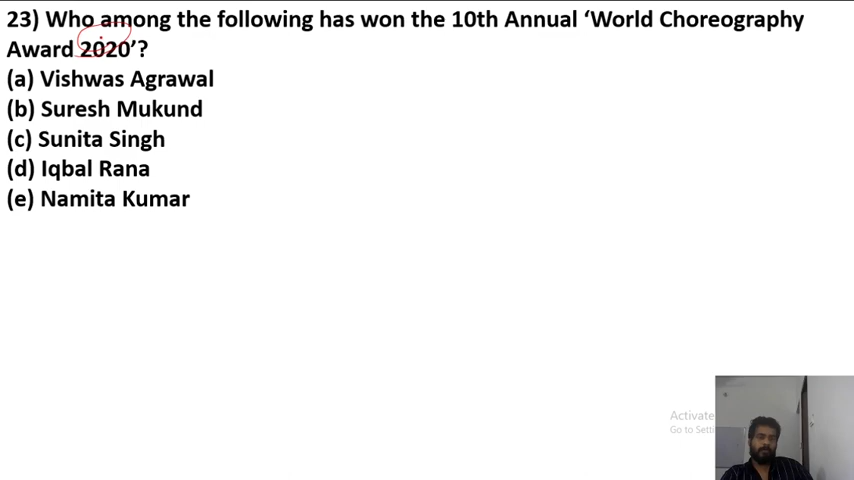 23) Who among the following has won the 10th Annual ‘World Choreography
Award 2020’?
(a) Vishwas Agrawal
(b) Suresh Mukund
(c) Sunita Singh
(d) Iqbal Rana
(e) Namita Kumar
Activate
Go to Setti